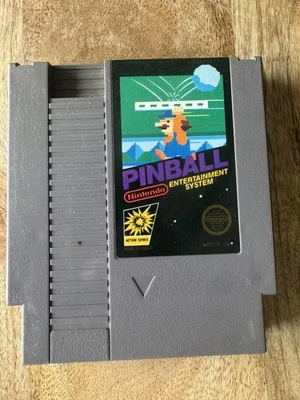 PINBALL
Nintendo
ENTERTAINMENT
SYSTEM
ACTION SERIES